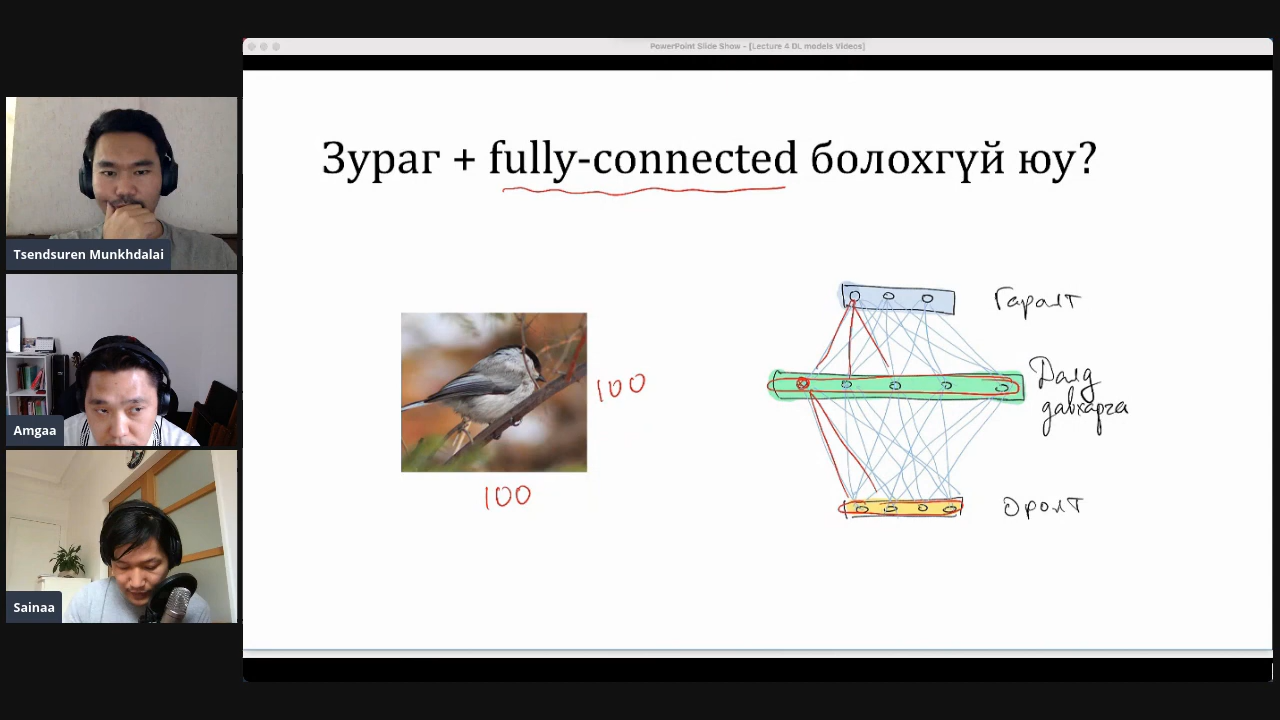 PowerPoint Slide Show - [Lecture 4 DL models Videos]
Зураг + fully-connected болохгүй юу?
Tsendsuren Munkhdalai
Amgaa
Sainaa
100
100
Гаралт
Далд
давхарга
Оролт